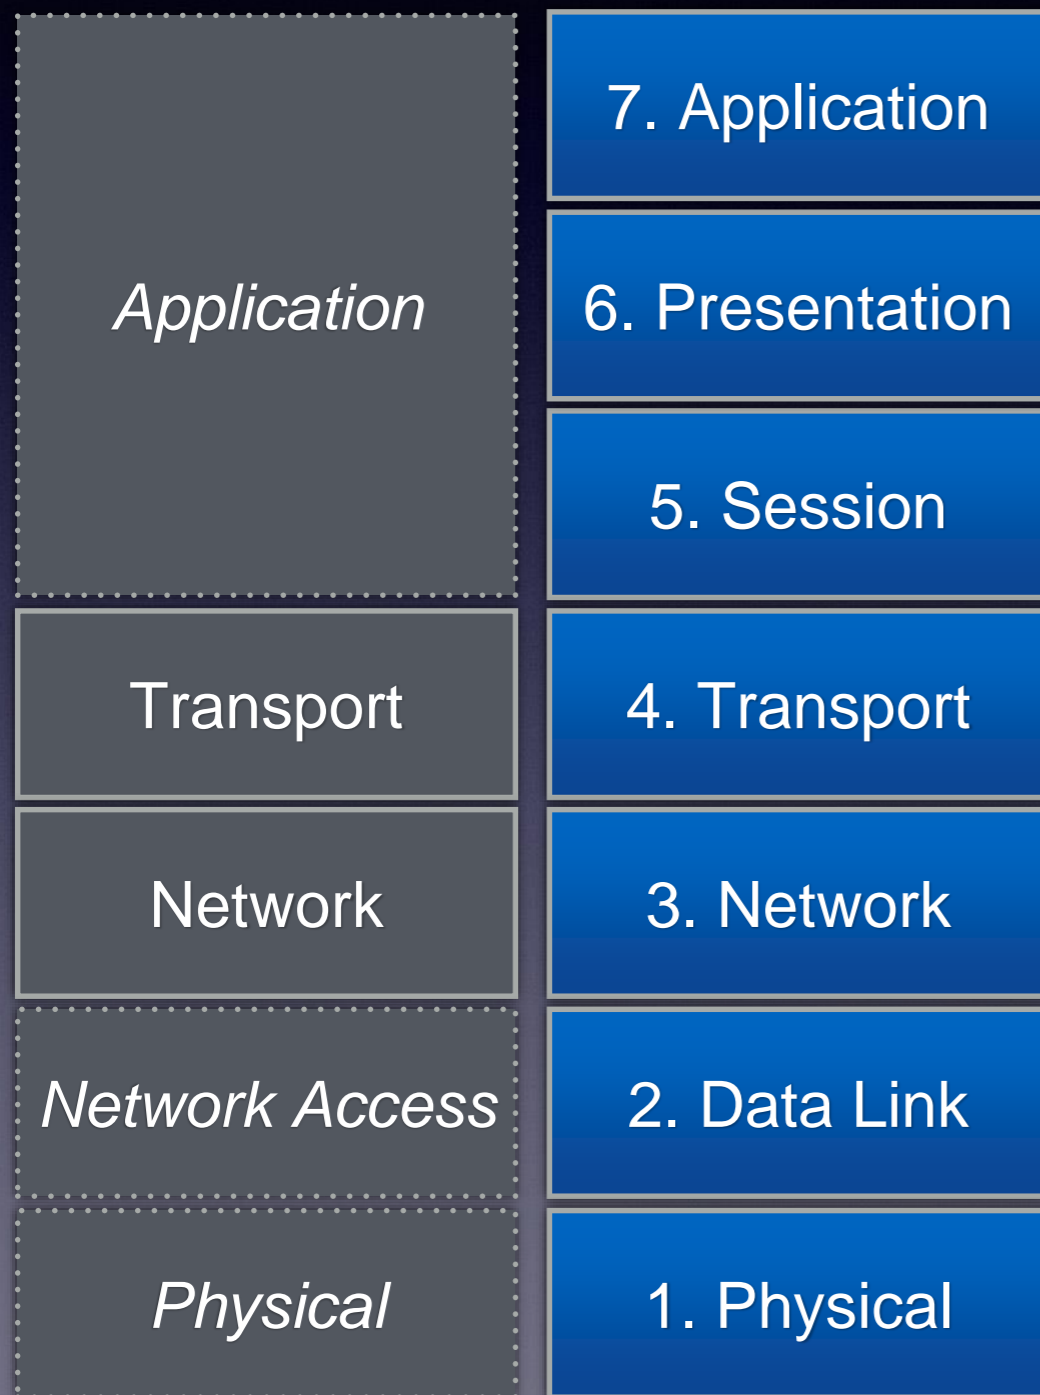 Application
Transport
Network
Network Access
Physical
7. Application
6. Presentation
5. Session
4. Transport
3. Network
2. Data Link
1. Physical